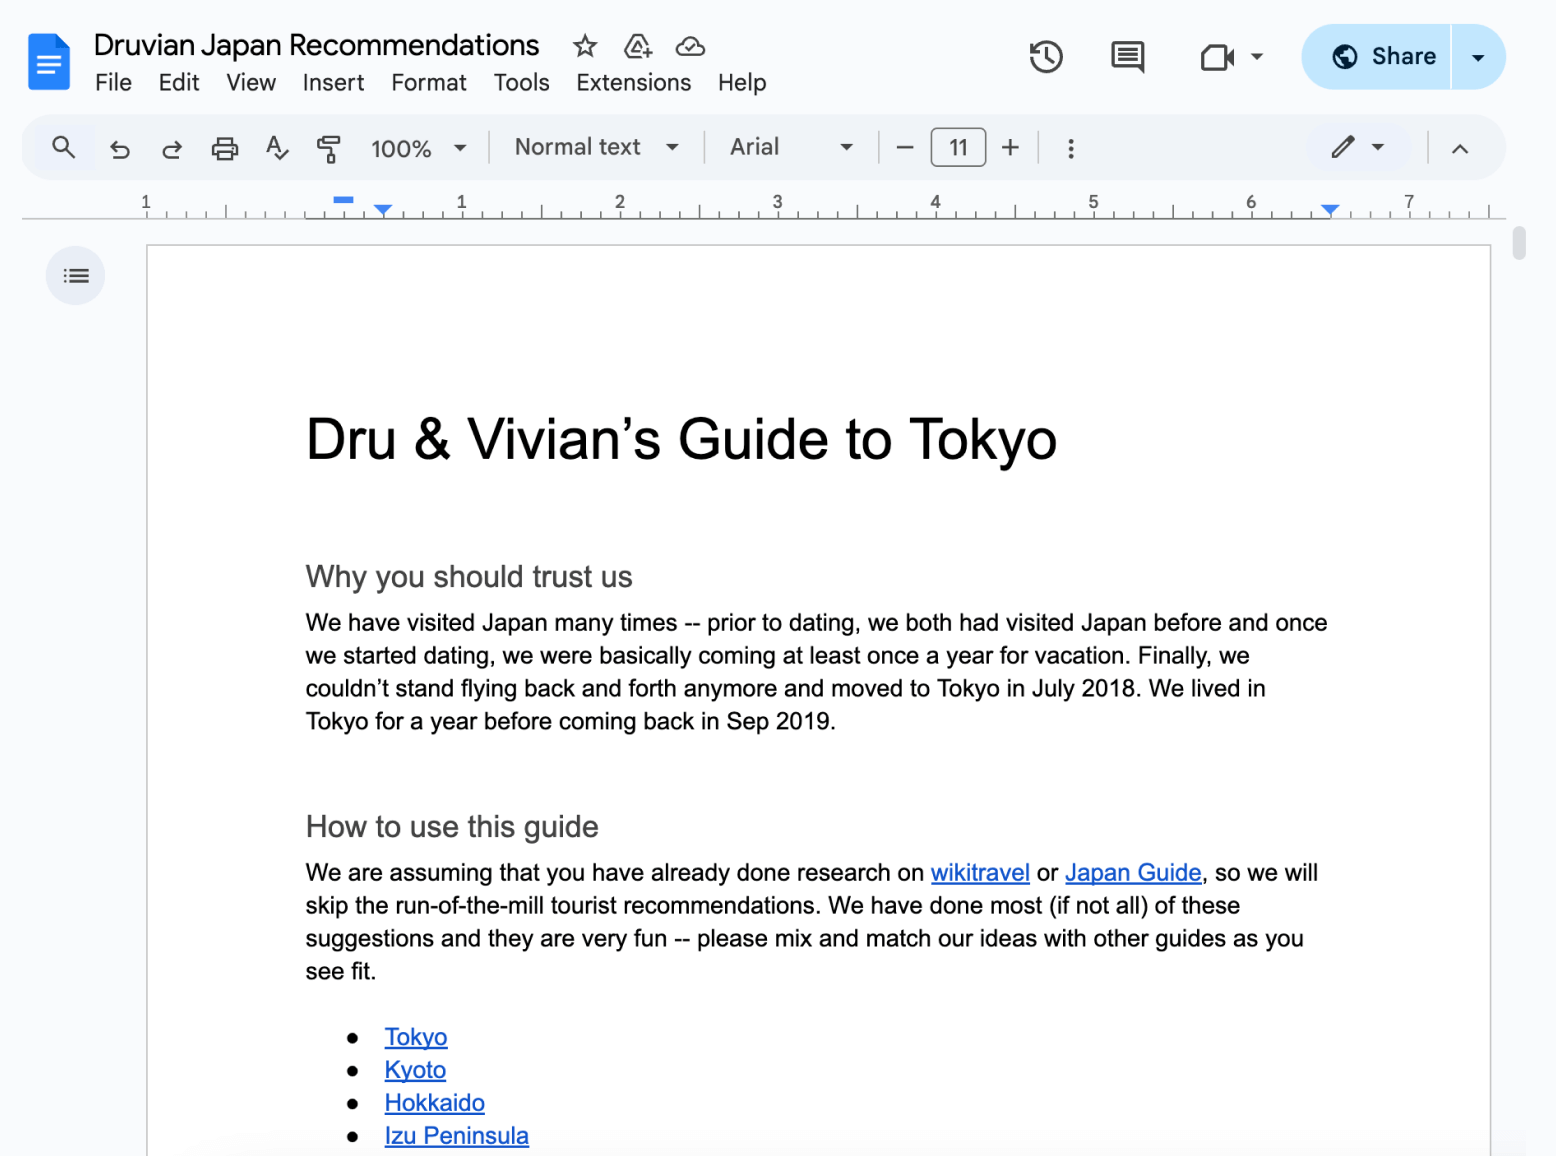 Druvian Japan Recommendations
File Edit View Insert Format Tools Extensions Help
Share
100% Normal text Arial 11
1 1 2 3 4 5 6 7
Dru & Vivian’s Guide to Tokyo
Why you should trust us
We have visited Japan many times -- prior to dating, we both had visited Japan before and once
we started dating, we were basically coming at least once a year for vacation. Finally, we
couldn’t stand flying back and forth anymore and moved to Tokyo in July 2018. We lived in
Tokyo for a year before coming back in Sep 2019.
How to use this guide
We are assuming that you have already done research on wikitravel or Japan Guide, so we will
skip the run-of-the-mill tourist recommendations. We have done most (if not all) of these
suggestions and they are very fun -- please mix and match our ideas with other guides as you
see fit.
● Tokyo
● Kyoto
● Hokkaido
● Izu Peninsula